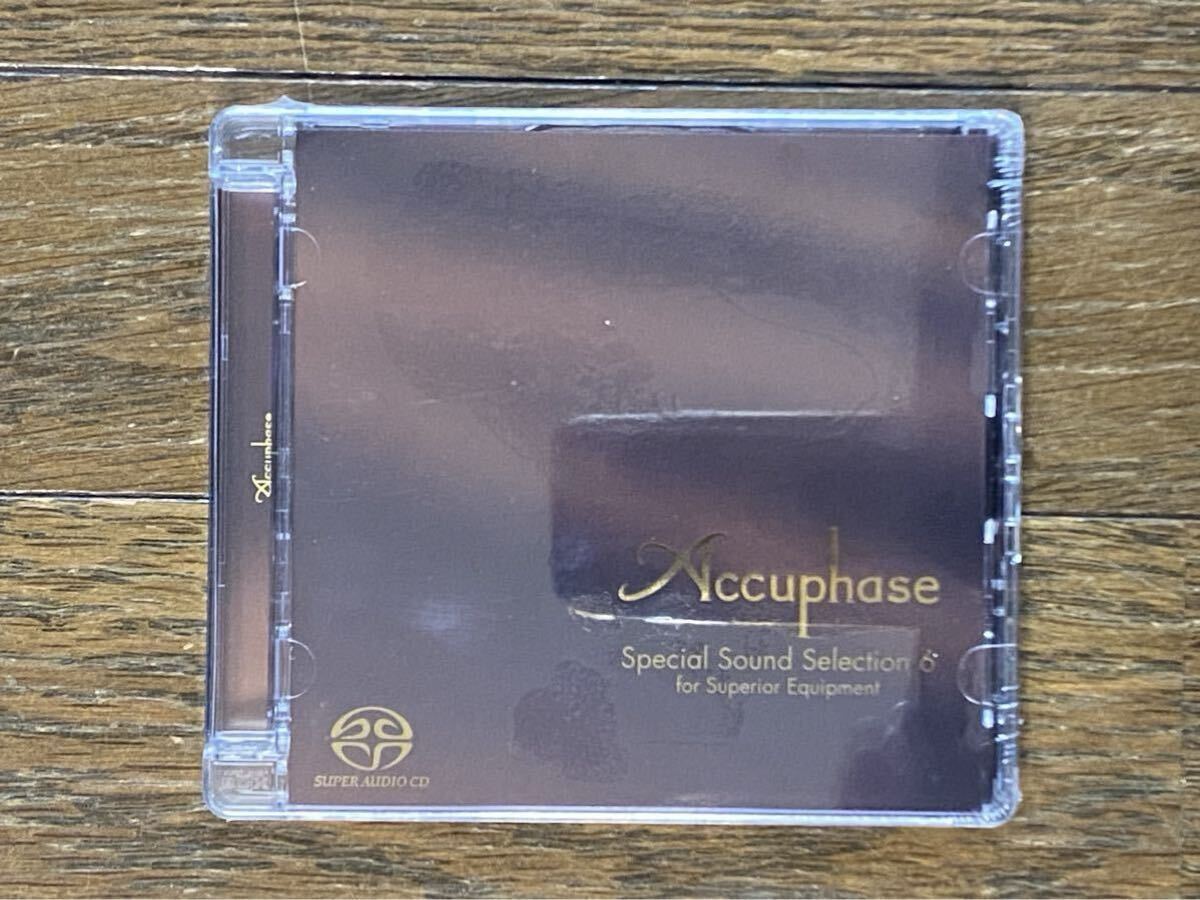 Accuphase
Accuphase
Special Sound Selection 6
for Superior Equipment
SUPER AUDIO CD